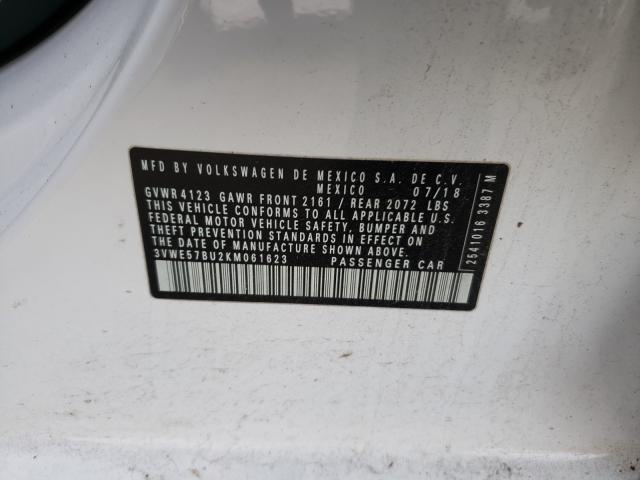 MFD BY VOLKSWAGEN DE MEXICO S.A. DE C.V.
MEXICO 07/18
GVWR 4123 GAWR FRONT 2161 / REAR 2072 LBS
THIS VEHICLE CONFORMS TO ALL APPLICABLE U.S.
FEDERAL MOTOR VEHICLE SAFETY, BUMPER AND
THEFT PREVENTION STANDARDS IN EFFECT ON
THE DATE OF MANUFACTURE SHOWN ABOVE.
3VWE57BU2KM061623 PASSENGER CAR
2541016 3387 M